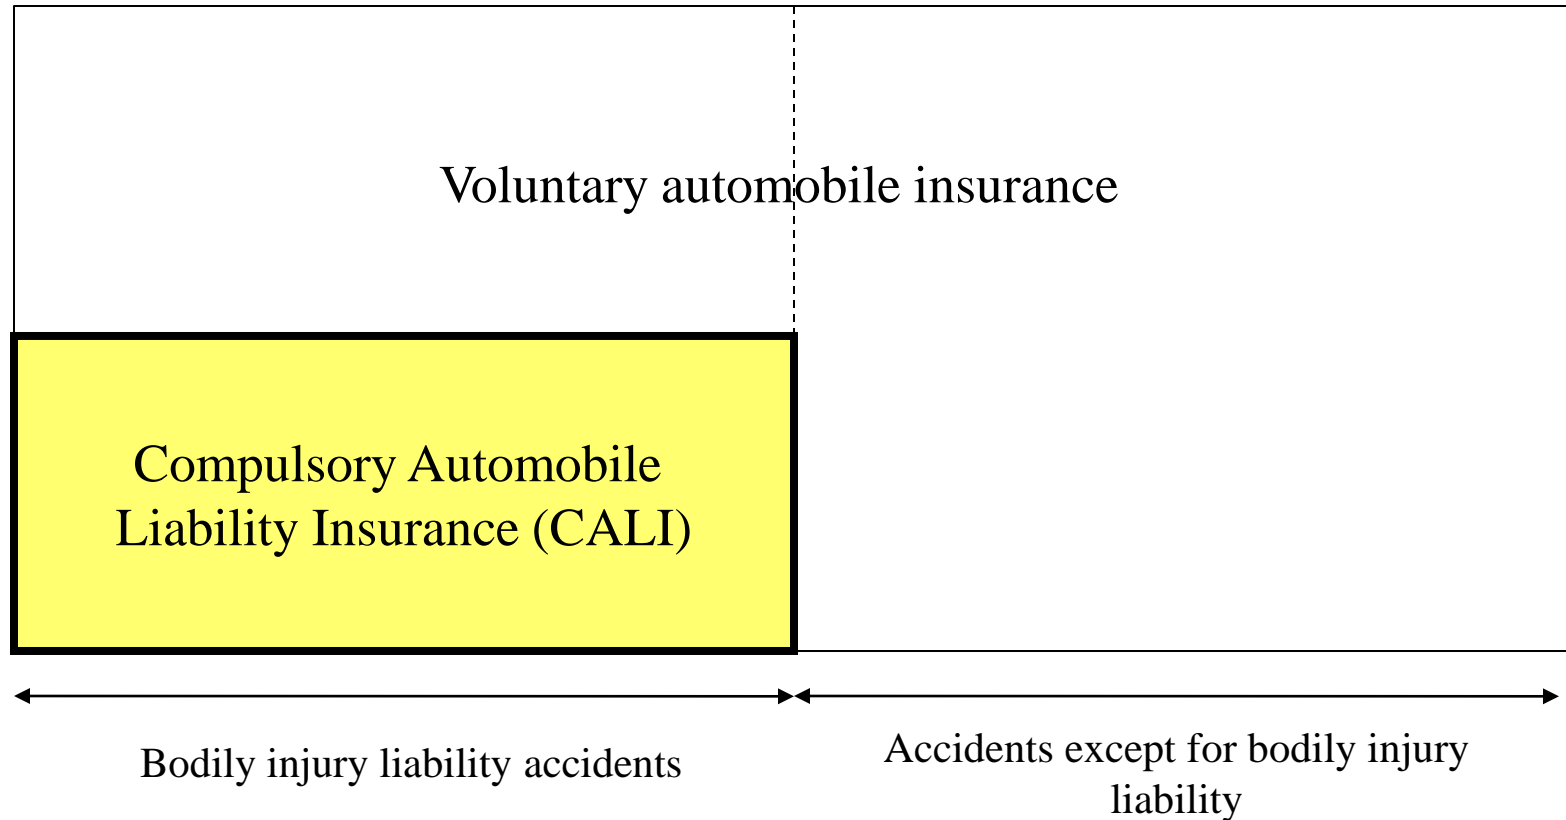 Voluntary automobile insurance
Compulsory Automobile
Liability Insurance (CALI)
Bodily injury liability accidents
Accidents except for bodily injury
liability